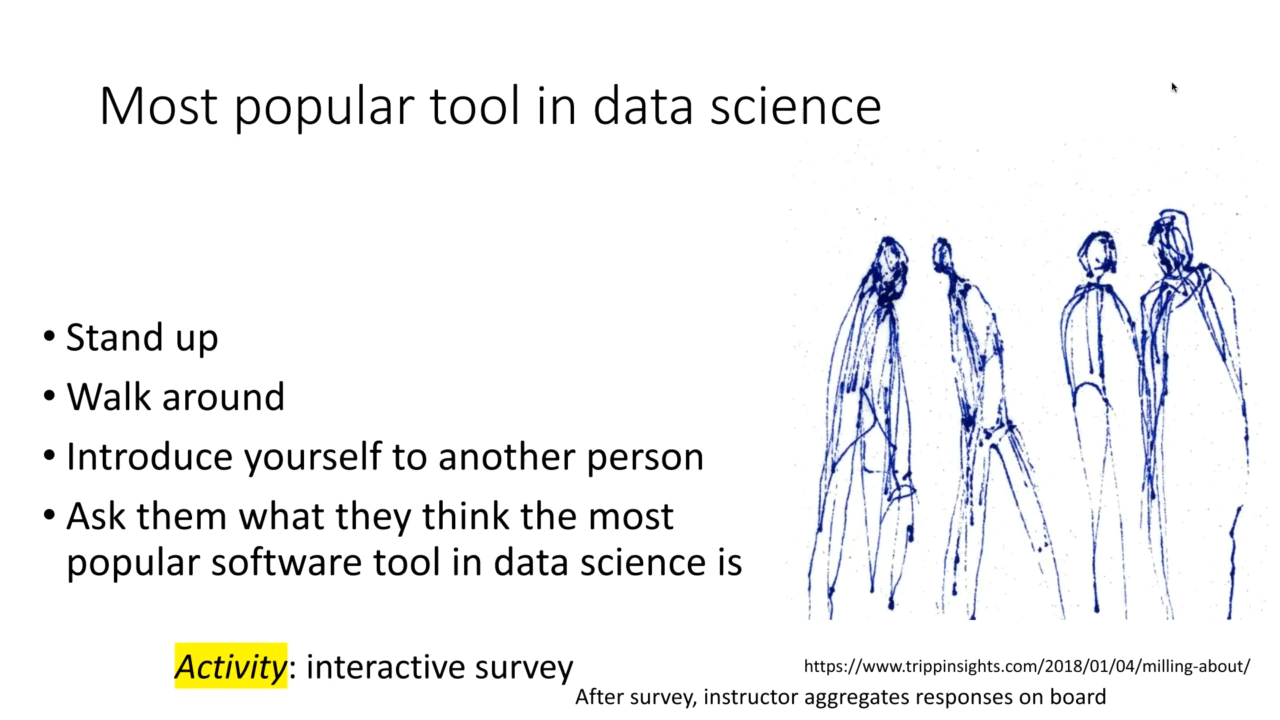 Most popular tool in data science
• Stand up
• Walk around
• Introduce yourself to another person
• Ask them what they think the most
popular software tool in data science is
Activity: interactive survey
https://www.trippinsights.com/2018/01/04/milling-about/
After survey, instructor aggregates responses on board